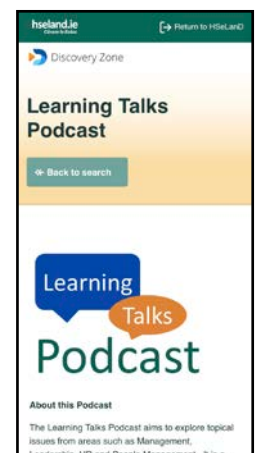 hseland.ie
Return to HSeLanD
Discovery Zone
Learning Talks
Podcast
Back to search
Learning
Talks
Podcast
About this Podcast
The Learning Talks Podcast aims to explore topical
issues from areas such as Management,